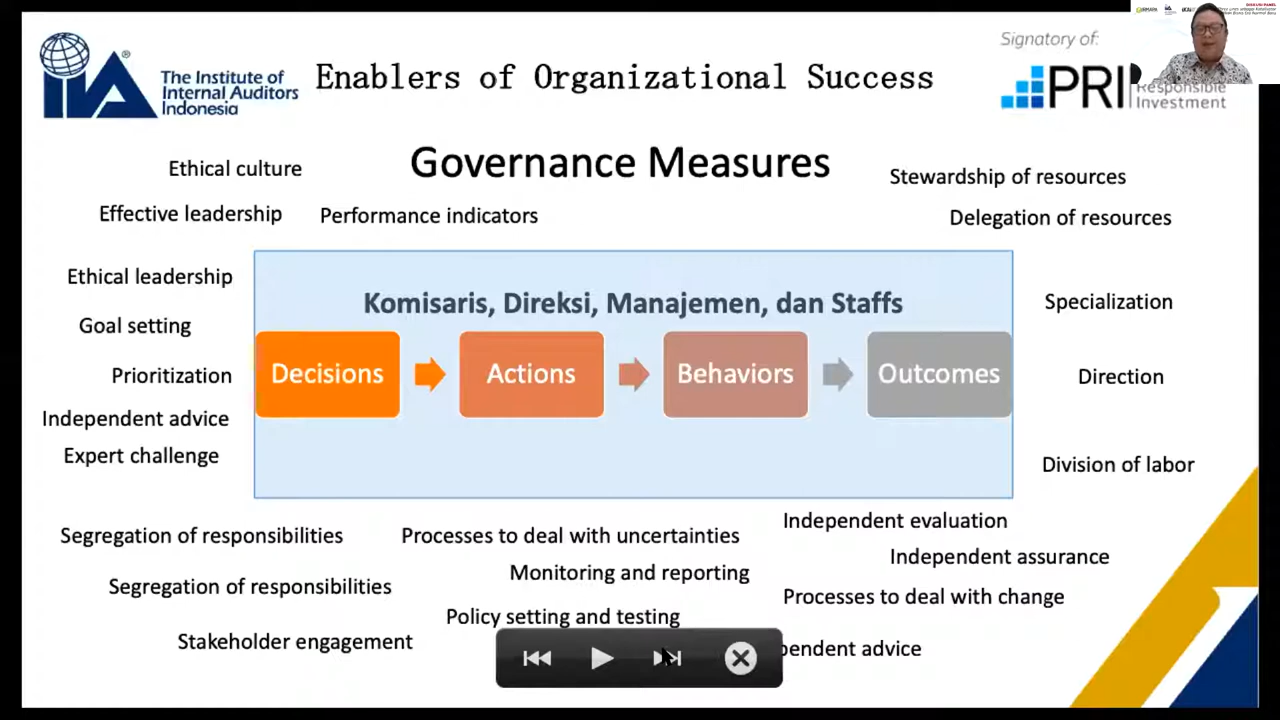 IIA
The Institute of
Internal Auditors
Indonesia
Enablers of Organizational Success
Signatory of:
PRI
Responsible
Investment
Governance Measures
Ethical culture
Stewardship of resources
Effective leadership
Performance indicators
Delegation of resources
Ethical leadership
Komisaris, Direksi, Manajemen, dan Staffs
Specialization
Goal setting
Decisions
Actions
Behaviors
Outcomes
Prioritization
Direction
Independent advice
Expert challenge
Division of labor
Segregation of responsibilities
Processes to deal with uncertainties
Independent evaluation
Independent assurance
Segregation of responsibilities
Monitoring and reporting
Processes to deal with change
Policy setting and testing
Stakeholder engagement
pendent advice